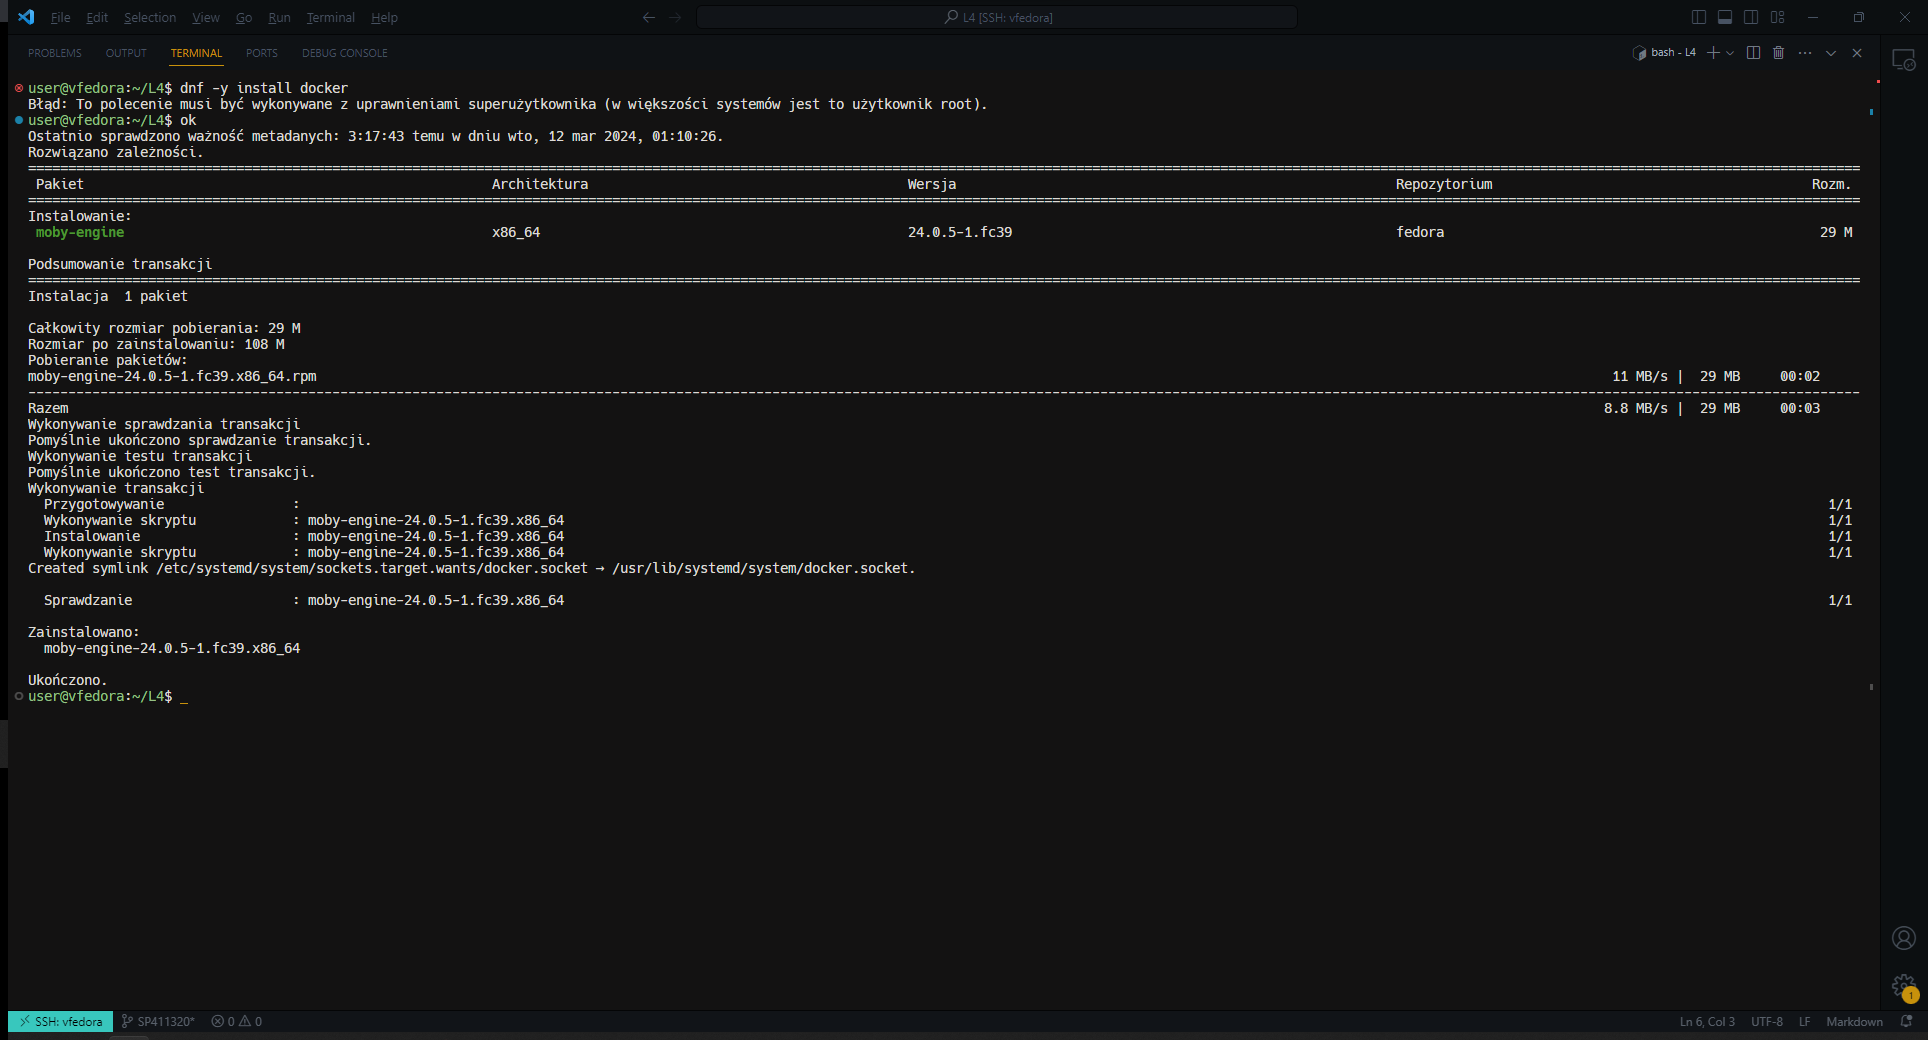 File Edit Selection View Go Run Terminal Help
L4 [SSH: vfedora]
PROBLEMS OUTPUT TERMINAL PORTS DEBUG CONSOLE
bash - L4
user@vfedora:~/L4$ dnf -y install docker
Błąd: To polecenie musi być wykonywane z uprawnieniami superużytkownika (w większości systemów jest to użytkownik root).
user@vfedora:~/L4$ ok
Ostatnio sprawdzono ważność metadanych: 3:17:43 temu w dniu wto, 12 mar 2024, 01:10:26.
Rozwiązano zależności.
Pakiet Architektura Wersja Repozytorium Rozm.
Instalowanie:
moby-engine x86_64 24.0.5-1.fc39 fedora 29 M
Podsumowanie transakcji
Instalacja  1 pakiet
Całkowity rozmiar pobierania: 29 M
Rozmiar po zainstalowaniu: 108 M
Pobieranie pakietów:
moby-engine-24.0.5-1.fc39.x86_64.rpm 11 MB/s |  29 MB 00:02
Razem 8.8 MB/s |  29 MB 00:03
Wykonywanie sprawdzania transakcji
Pomyślnie ukończono sprawdzanie transakcji.
Wykonywanie testu transakcji
Pomyślnie ukończono test transakcji.
Wykonywanie transakcji
Przygotowywanie : 1/1
Wykonywanie skryptu : moby-engine-24.0.5-1.fc39.x86_64 1/1
Instalowanie : moby-engine-24.0.5-1.fc39.x86_64 1/1
Wykonywanie skryptu : moby-engine-24.0.5-1.fc39.x86_64 1/1
Created symlink /etc/systemd/system/sockets.target.wants/docker.socket → /usr/lib/systemd/system/docker.socket.
Sprawdzanie : moby-engine-24.0.5-1.fc39.x86_64 1/1
Zainstalowano:
moby-engine-24.0.5-1.fc39.x86_64
Ukończono.
user@vfedora:~/L4$ _
1
SSH: vfedora SP411320* 0 0 Ln 6, Col 3 UTF-8 LF Markdown